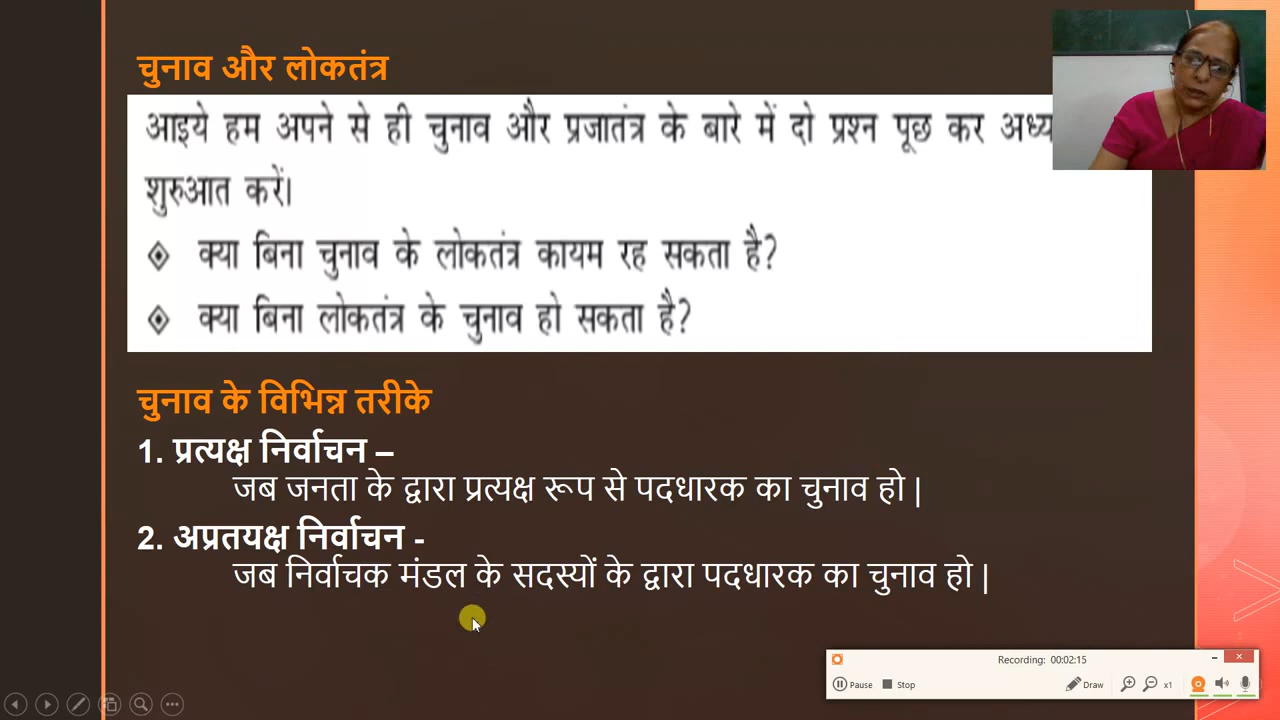 चुनाव और लोकतंत्र
आइये हम अपने से ही चुनाव और प्रजातंत्र के बारे में दो प्रश्न पूछ कर
शुरुआत करें।
क्या बिना चुनाव के लोकतंत्र कायम रह सकता है?
क्या बिना लोकतंत्र के चुनाव हो सकता है?
चुनाव के विभिन्न तरीके
1. प्रत्यक्ष निर्वाचन –
जब जनता के द्वारा प्रत्यक्ष रूप से पदधारक का चुनाव हो |
2. अप्रतयक्ष निर्वाचन -
जब निर्वाचक मंडल के सदस्यों के द्वारा पदधारक का चुनाव हो |
Recording: 00:02:15
Pause Stop Draw x1